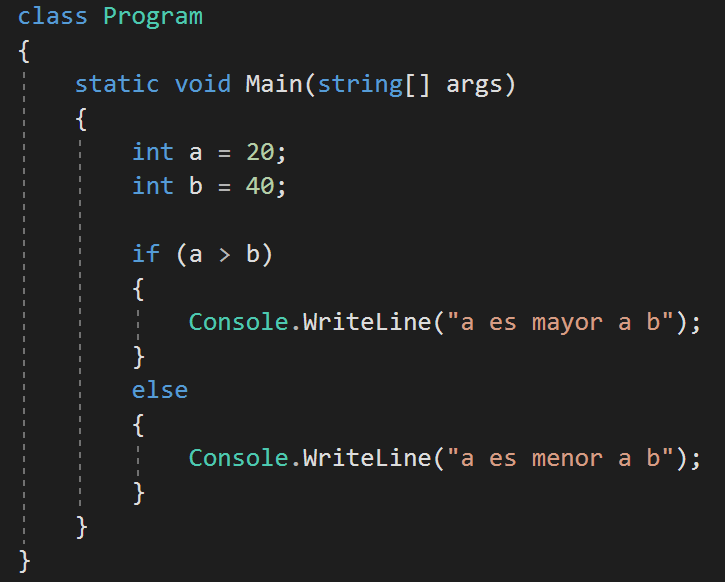 class Program
{
    static void Main(string[] args)
    {
        int a = 20;
        int b = 40;

        if (a > b)
        {
            Console.WriteLine("a es mayor a b");
        }
        else
        {
            Console.WriteLine("a es menor a b");
        }
    }
}